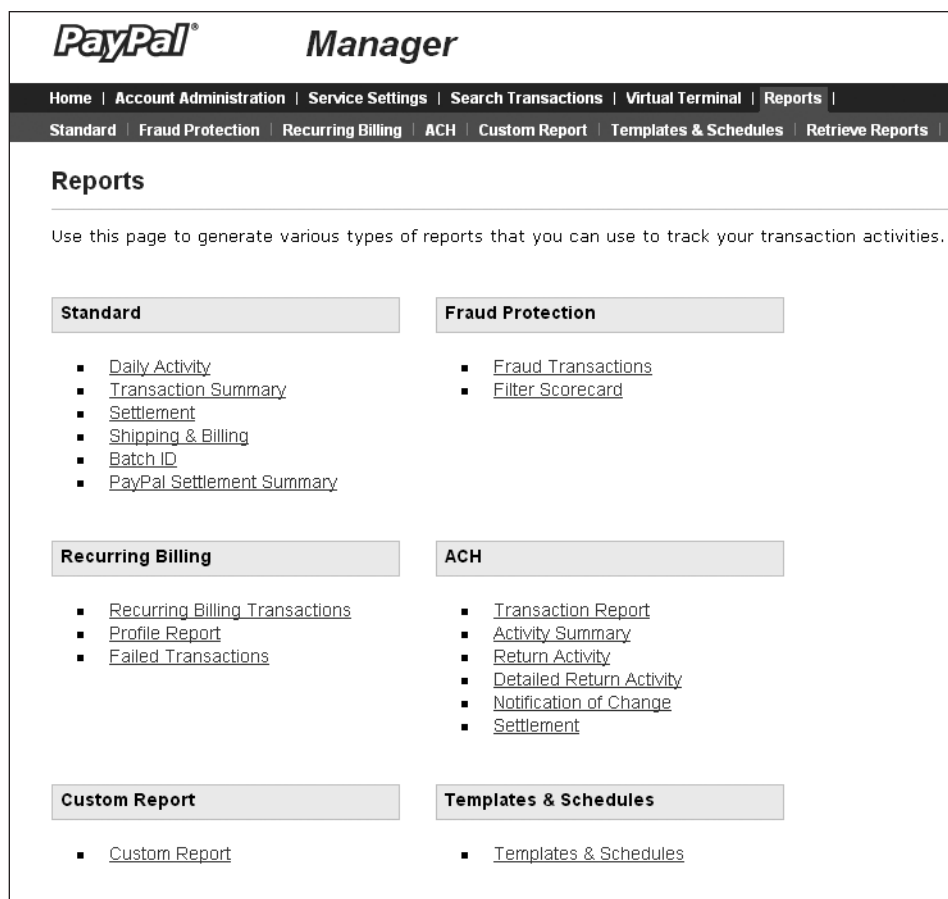 PayPal® Manager
Home | Account Administration | Service Settings | Search Transactions | Virtual Terminal | Reports |
Standard | Fraud Protection | Recurring Billing | ACH | Custom Report | Templates & Schedules | Retrieve Reports |
Reports
Use this page to generate various types of reports that you can use to track your transaction activities.
Standard
Daily Activity
Transaction Summary
Settlement
Shipping & Billing
Batch ID
PayPal Settlement Summary
Fraud Protection
Fraud Transactions
Filter Scorecard
Recurring Billing
Recurring Billing Transactions
Profile Report
Failed Transactions
ACH
Transaction Report
Activity Summary
Return Activity
Detailed Return Activity
Notification of Change
Settlement
Custom Report
Custom Report
Templates & Schedules
Templates & Schedules